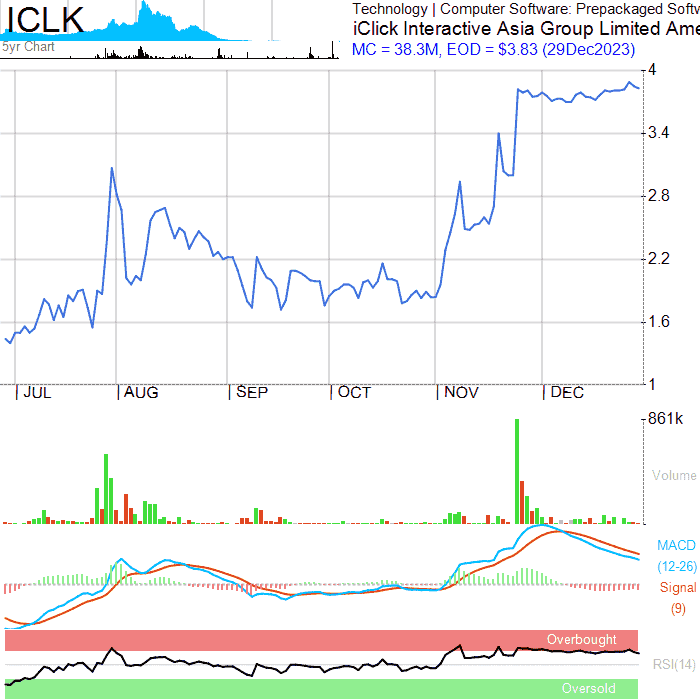 ICLK
Technology | Computer Software: Prepackaged Softw
iClick Interactive Asia Group Limited Ame
5yr Chart
MC = 38.3M, EOD = $3.83 (29Dec2023)
4
3.4
2.8
2.2
1.6
1
JUL AUG SEP OCT NOV DEC
861k
Volume
MACD
(12-26)
Signal
(9)
Overbought
RSI(14)
Oversold